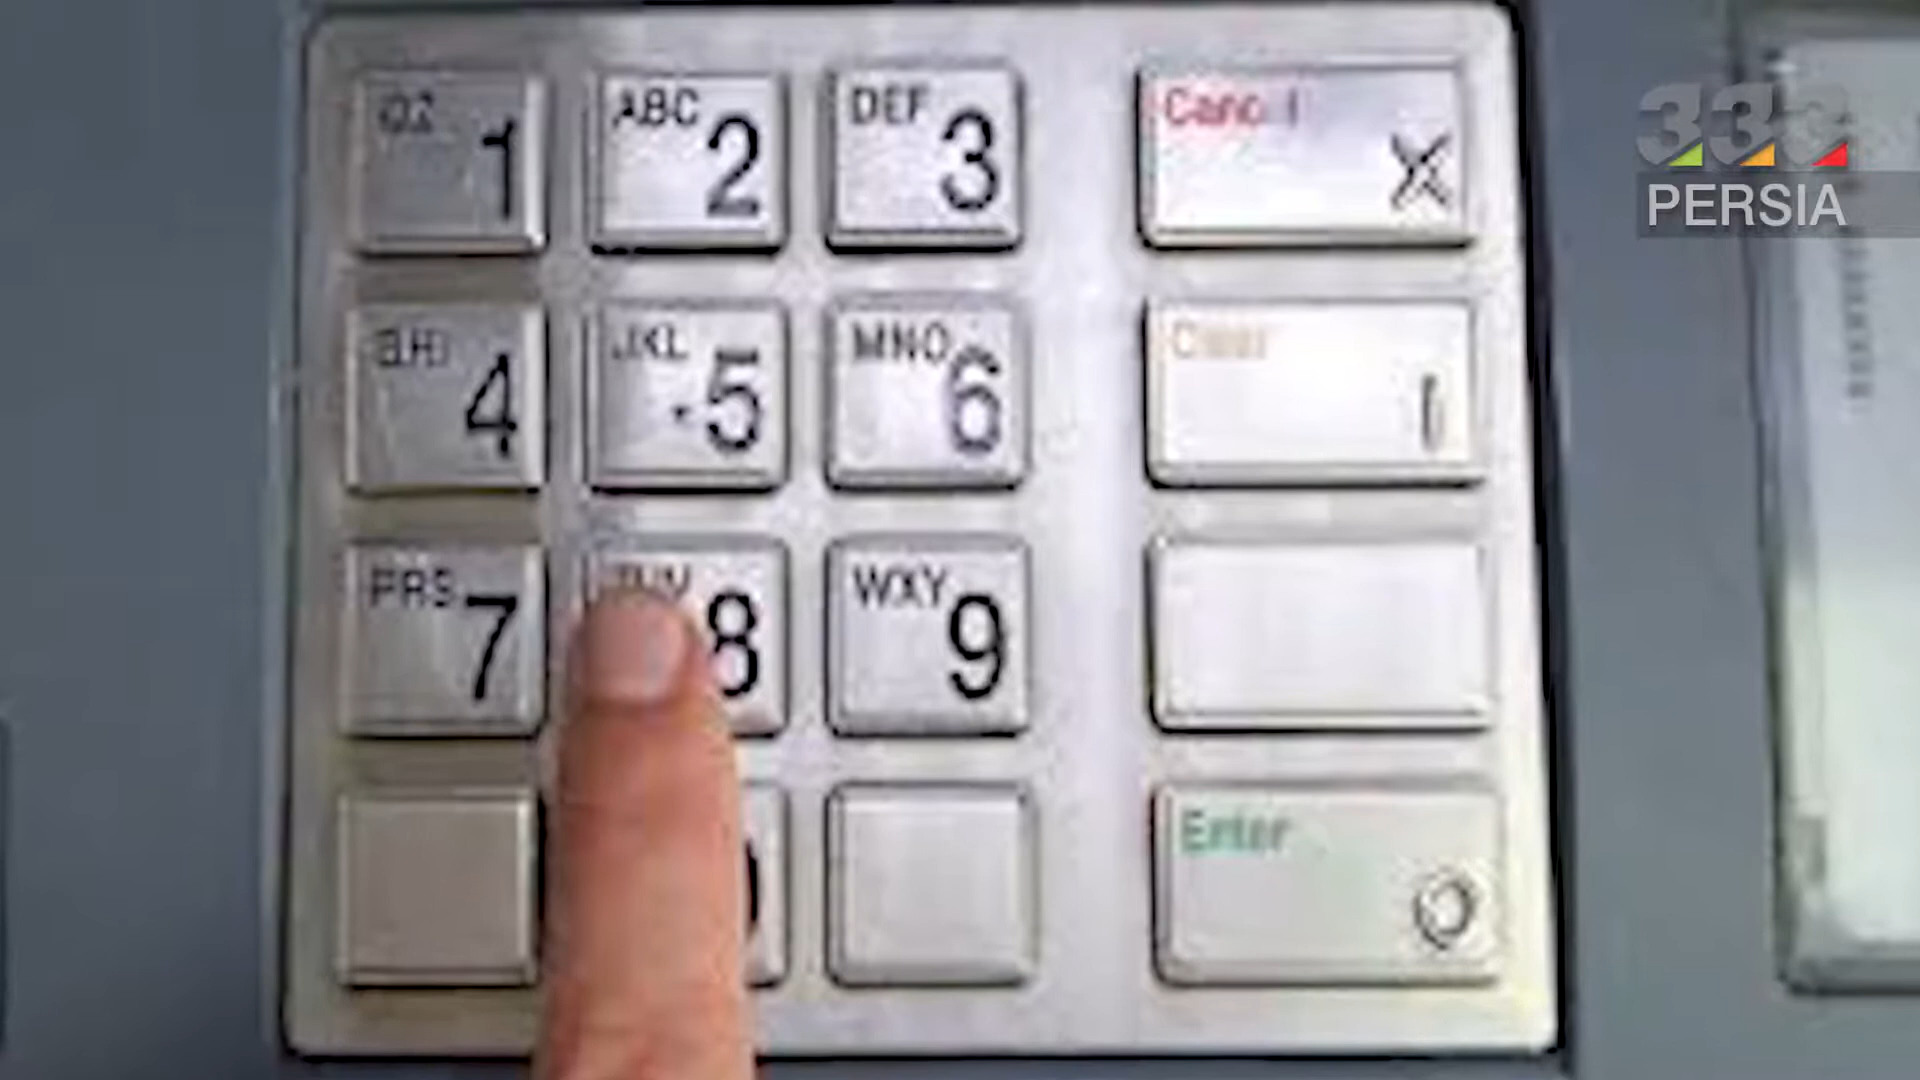 QZ 1
ABC 2
DEF 3
Cancel
GHI 4
JKL 5
MNO 6
Clear
PRS 7
TUV 8
WXY 9
Enter
333
PERSIA